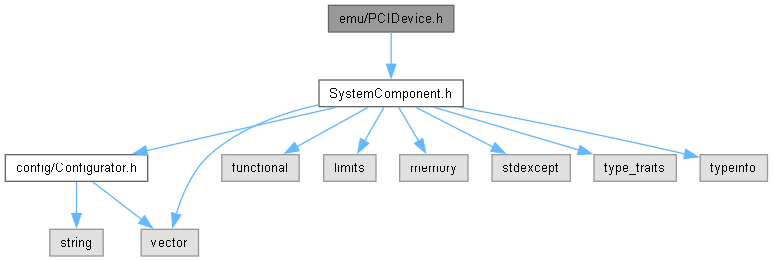 emu/PCIDevice.h
SystemComponent.h
config/Configurator.h
functional
limits
memory
stdexcept
type_traits
typeinfo
string
vector